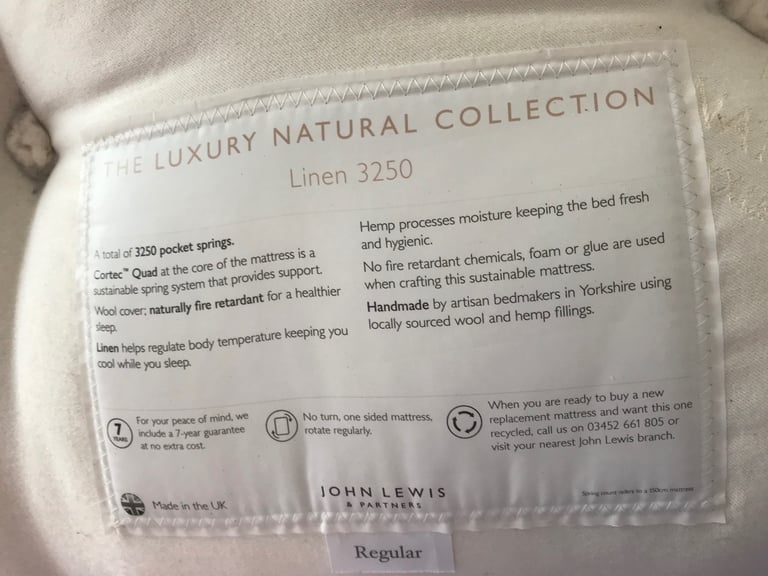 THE LUXURY NATURAL COLLECTION
Linen 3250
A total of 3250 pocket springs.
Cortec™ Quad at the core of the mattress is a
sustainable spring system that provides support.
Wool cover; naturally fire retardant for a healthier
sleep.
Linen helps regulate body temperature keeping you
cool while you sleep.
Hemp processes moisture keeping the bed fresh
and hygienic.
No fire retardant chemicals, foam or glue are used
when crafting this sustainable mattress.
Handmade by artisan bedmakers in Yorkshire using
locally sourced wool and hemp fillings.
7
YEARS
For your peace of mind, we
include a 7-year guarantee
at no extra cost.
No turn, one sided mattress,
rotate regularly.
When you are ready to buy a new
replacement mattress and want this one
recycled, call us on 03452 661 805 or
visit your nearest John Lewis branch.
Made in the UK
JOHN LEWIS
& PARTNERS
Spring count refers to a 150cm mattress
Regular